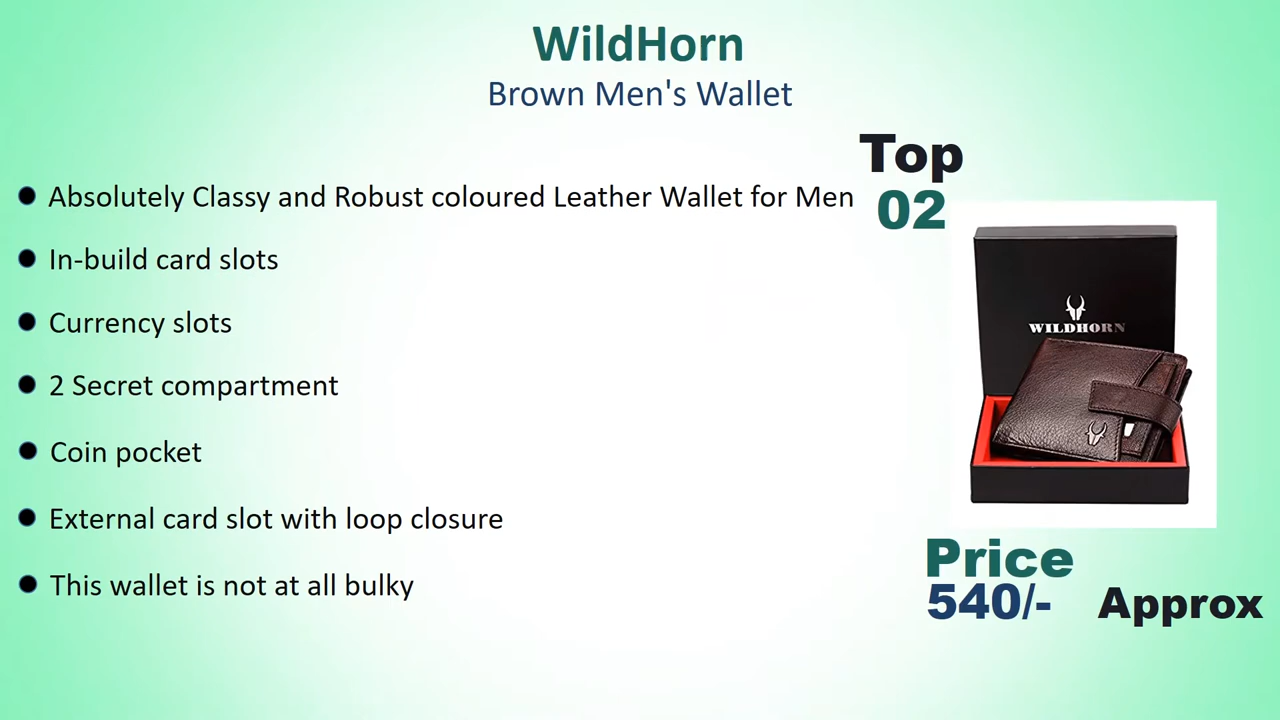 WildHorn
Brown Men's Wallet
Top
02
Absolutely Classy and Robust coloured Leather Wallet for Men
In-build card slots
Currency slots
2 Secret compartment
Coin pocket
External card slot with loop closure
This wallet is not at all bulky
WILDHORN
Price
540/- Approx